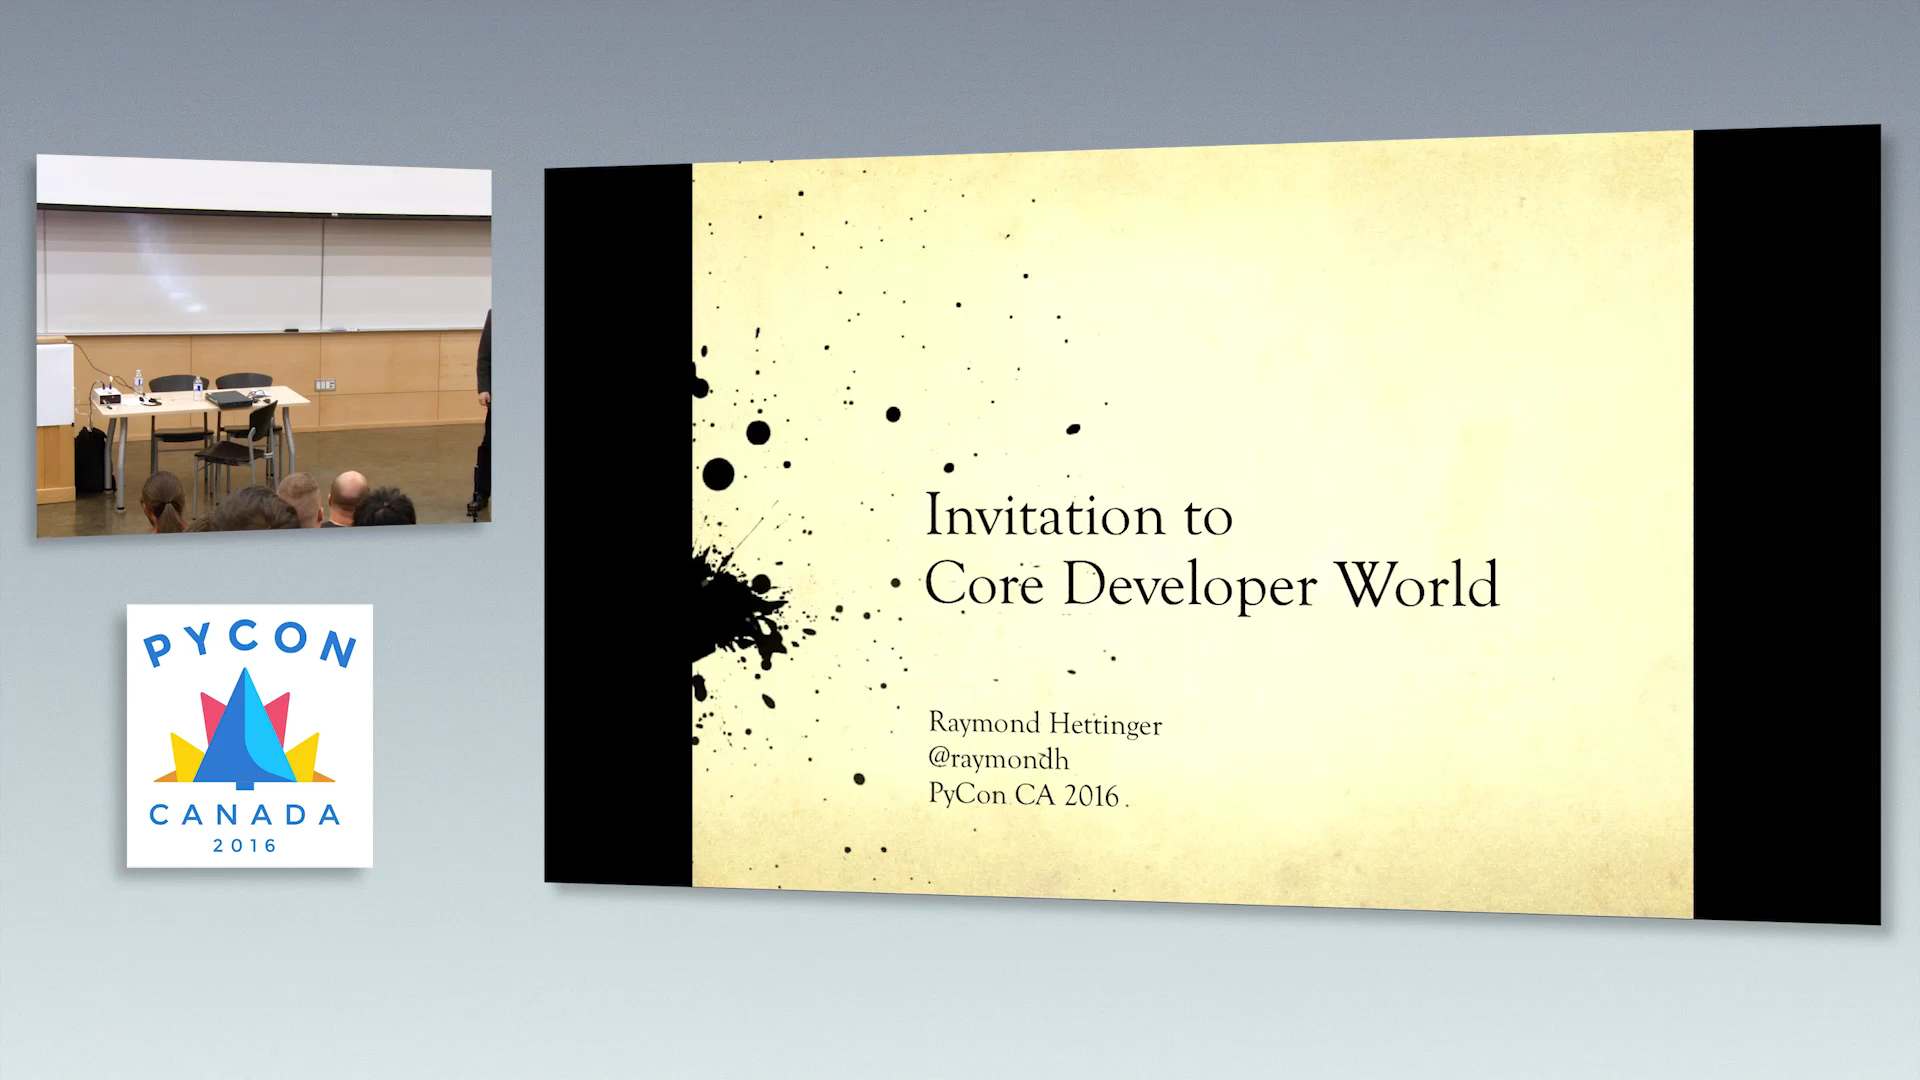 PYCON
CANADA
2016
Invitation to
Core Developer World
Raymond Hettinger
@raymondh
PyCon CA 2016